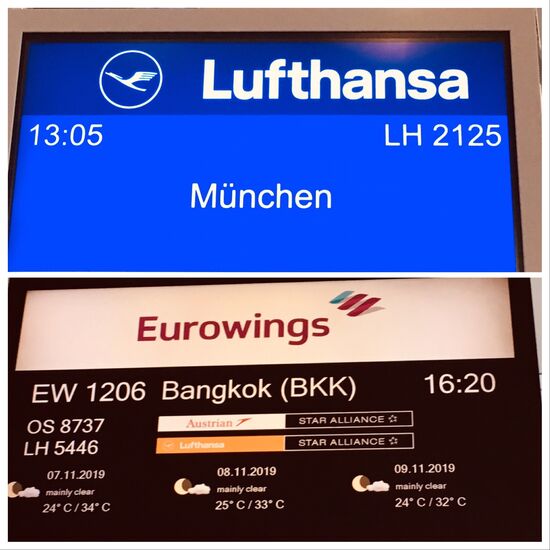 Lufthansa
13:05 LH 2125
München
Eurowings
EW 1206 Bangkok (BKK) 16:20
OS 8737 Austrian STAR ALLIANCE
LH 5446 Lufthansa STAR ALLIANCE
07.11.2019 08.11.2019 09.11.2019
mainly clear mainly clear mainly clear
24° C / 34° C 25° C / 33° C 24° C / 32° C